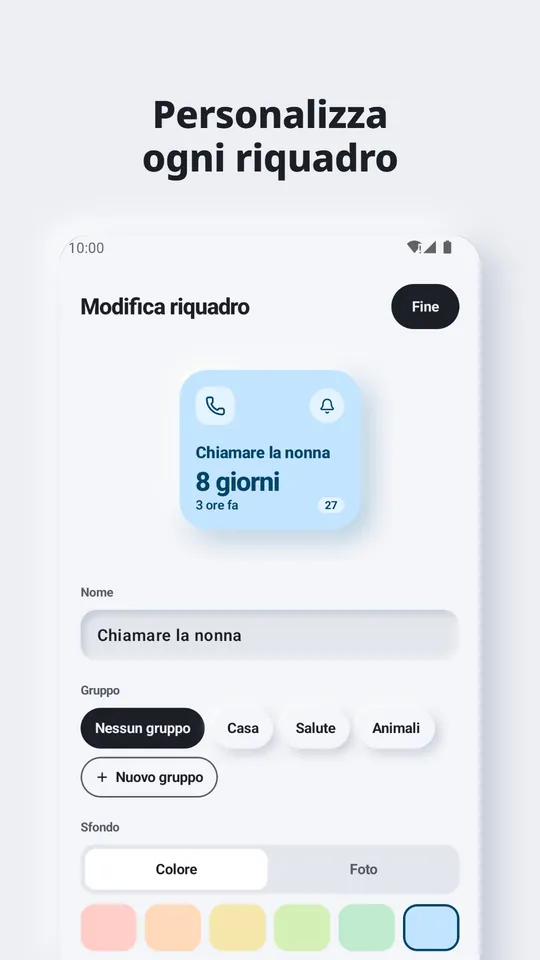 Personalizza
ogni riquadro
10:00
Modifica riquadro
Fine
Chiamare la nonna
8 giorni
3 ore fa
27
Nome
Chiamare la nonna
Gruppo
Nessun gruppo
Casa
Salute
Animali
+ Nuovo gruppo
Sfondo
Colore
Foto